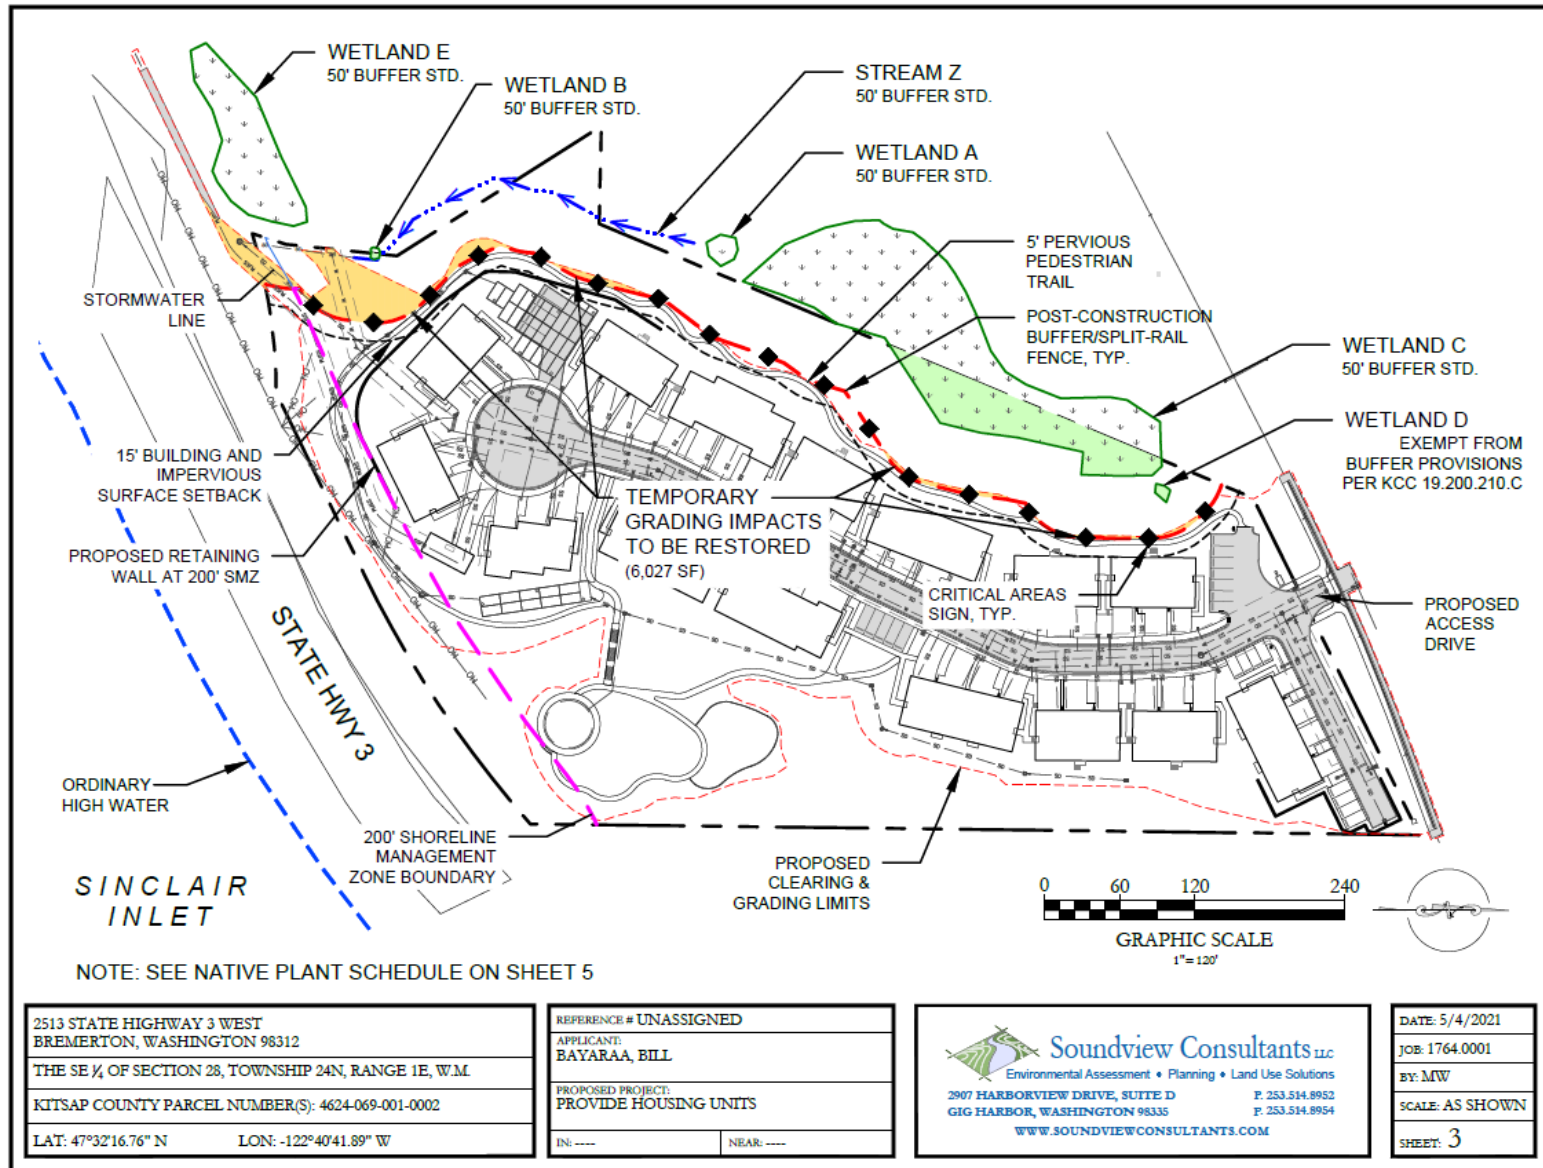 WETLAND E
50' BUFFER STD.
WETLAND B
50' BUFFER STD.
STREAM Z
50' BUFFER STD.
WETLAND A
50' BUFFER STD.
5' PERVIOUS
PEDESTRIAN
TRAIL
POST-CONSTRUCTION
BUFFER/SPLIT-RAIL
FENCE, TYP.
WETLAND C
50' BUFFER STD.
WETLAND D
EXEMPT FROM
BUFFER PROVISIONS
PER KCC 19.200.210.C
STORMWATER
LINE
15' BUILDING AND
IMPERVIOUS
SURFACE SETBACK
TEMPORARY
GRADING IMPACTS
TO BE RESTORED
(6,027 SF)
PROPOSED RETAINING
WALL AT 200' SMZ
CRITICAL AREAS
SIGN, TYP.
PROPOSED
ACCESS
DRIVE
STATE HWY 3
ORDINARY
HIGH WATER
200' SHORELINE
MANAGEMENT
ZONE BOUNDARY
PROPOSED
CLEARING &
GRADING LIMITS
SINCLAIR
INLET
0 60 120 240
GRAPHIC SCALE
1"= 120'
NOTE: SEE NATIVE PLANT SCHEDULE ON SHEET 5
2513 STATE HIGHWAY 3 WEST
BREMERTON, WASHINGTON 98312
THE SE ¼ OF SECTION 28, TOWNSHIP 24N, RANGE 1E, W.M.
KITSAP COUNTY PARCEL NUMBER(S): 4624-069-001-0002
LAT: 47°32'16.76" N LON: -122°40'41.89" W
REFERENCE # UNASSIGNED
APPLICANT:
BAYARAA, BILL
PROPOSED PROJECT:
PROVIDE HOUSING UNITS
IN: ---- NEAR: ----
Soundview Consultants LLC
Environmental Assessment • Planning • Land Use Solutions
2907 HARBORVIEW DRIVE, SUITE D P. 253.514.8952
GIG HARBOR, WASHINGTON 98335 F. 253.514.8954
WWW.SOUNDVIEWCONSULTANTS.COM
DATE: 5/4/2021
JOB: 1764.0001
BY: MW
SCALE: AS SHOWN
SHEET: 3